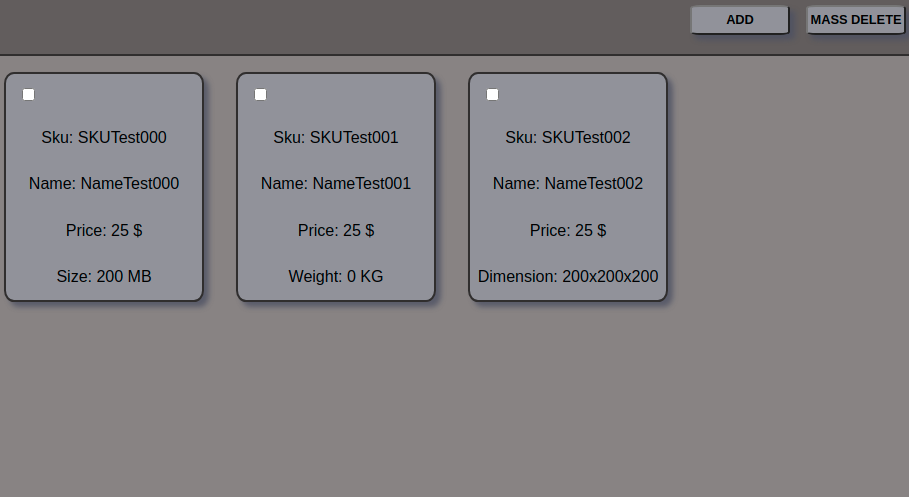 ADD
MASS DELETE
Sku: SKUTest000
Name: NameTest000
Price: 25 $
Size: 200 MB
Sku: SKUTest001
Name: NameTest001
Price: 25 $
Weight: 0 KG
Sku: SKUTest002
Name: NameTest002
Price: 25 $
Dimension: 200x200x200